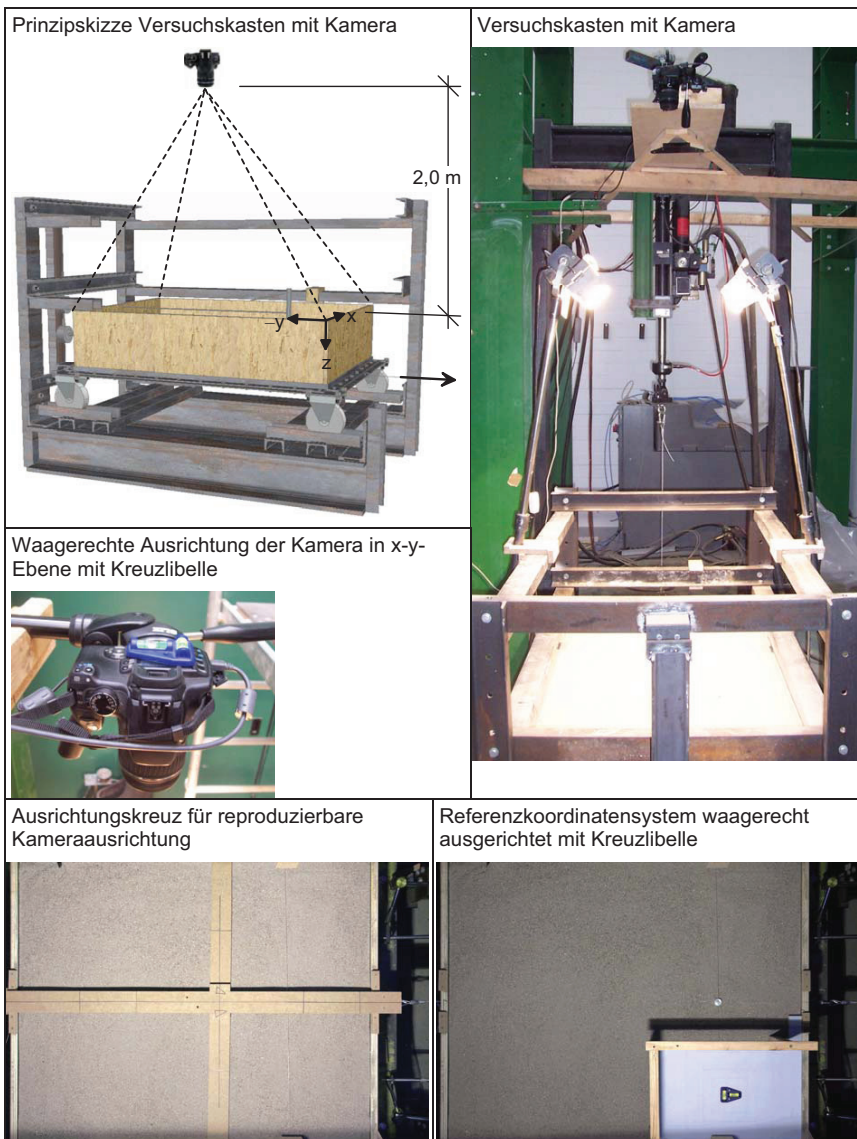 Prinzipskizze Versuchskasten mit Kamera
2,0 m
–y
x
z
Versuchskasten mit Kamera
Waagerechte Ausrichtung der Kamera in x-y-
Ebene mit Kreuzlibelle
Ausrichtungskreuz für reproduzierbare
Kameraausrichtung
Referenzkoordinatensystem waagerecht
ausgerichtet mit Kreuzlibelle